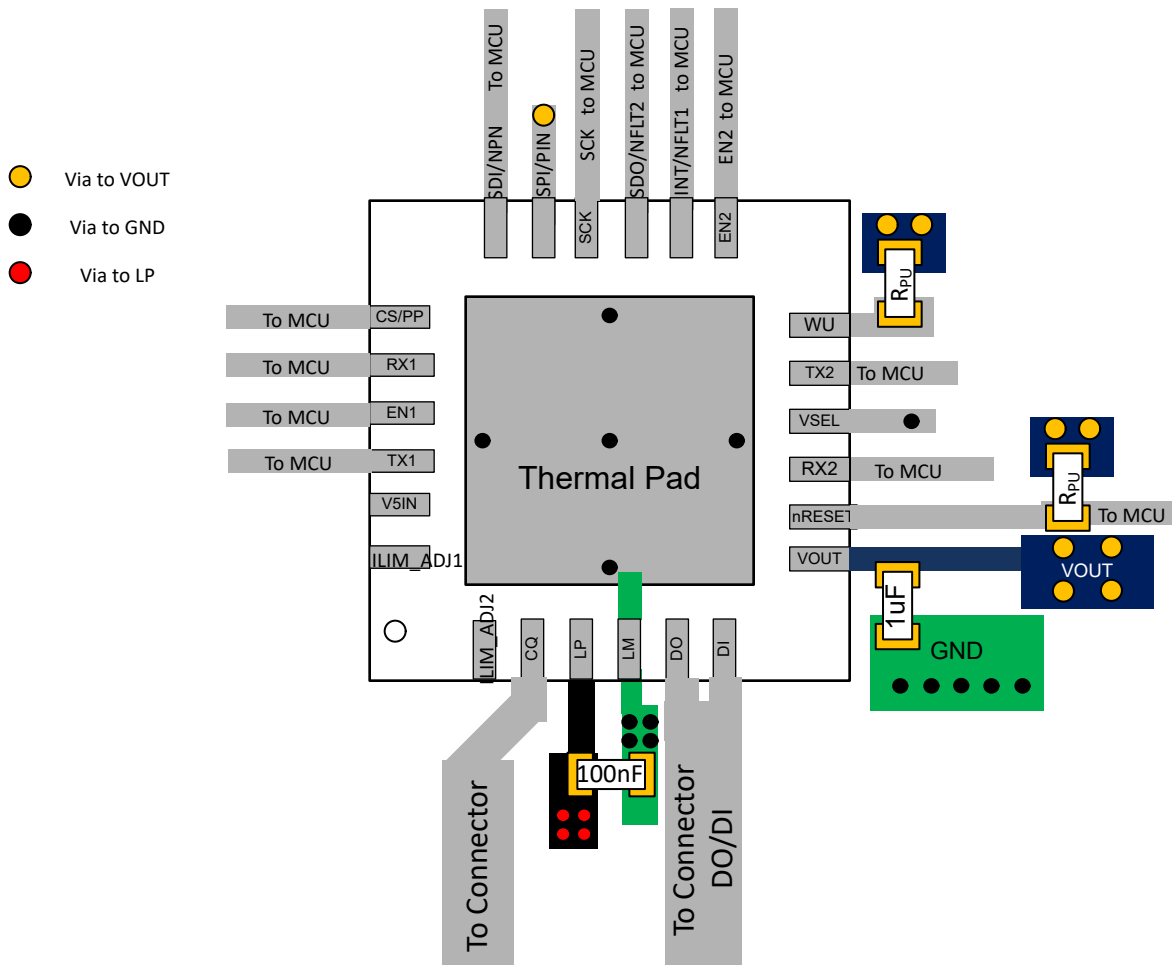 SDI/NPN To MCU
SPI/PIN
SCK to MCU
SDO/NFLT2 to MCU
INT/NFLT1 to MCU
EN2 to MCU
Via to VOUT
Via to GND
Via to LP
SCK
EN2
RPU
To MCU
CS/PP
WU
To MCU
RX1
TX2
To MCU
To MCU
EN1
VSEL
To MCU
TX1
Thermal Pad
RX2
To MCU
RPU
V5IN
nRESET
To MCU
ILIM_ADJ1
VOUT
VOUT
1uF
ILIM_ADJ2
CQ
LP
LM
DO
DI
GND
100nF
To Connector
To Connector
DO/DI